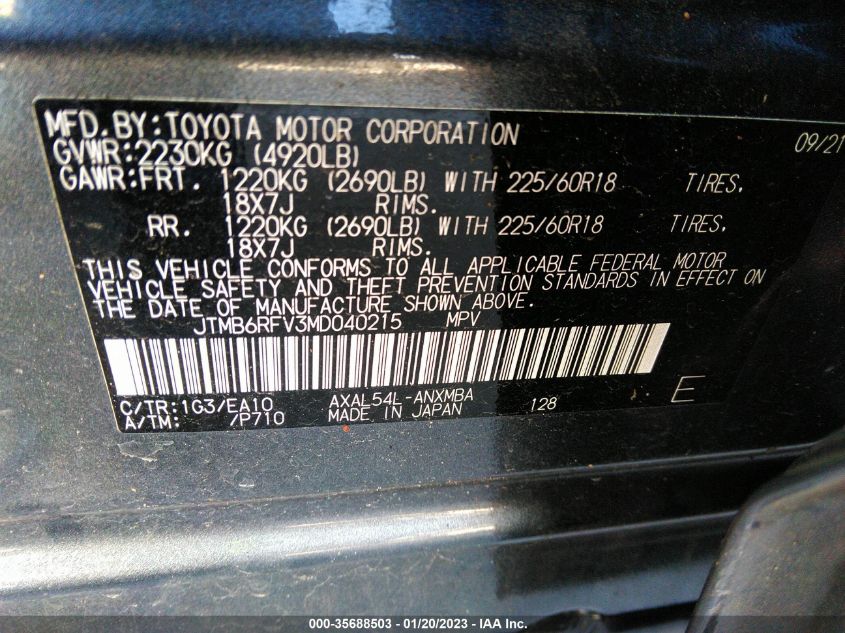 MFD.BY:TOYOTA MOTOR CORPORATION 09/21
GVWR:2230KG (4920LB)
GAWR:FRT. 1220KG (2690LB) WITH 225/60R18 TIRES,
18X7J RIMS.
RR. 1220KG (2690LB) WITH 225/60R18 TIRES,
18X7J RIMS.
THIS VEHICLE CONFORMS TO ALL APPLICABLE FEDERAL MOTOR
VEHICLE SAFETY AND THEFT PREVENTION STANDARDS IN EFFECT ON
THE DATE OF MANUFACTURE SHOWN ABOVE.
JTMB6RFV3MD040215 MPV
C/TR:1G3/EA10 AXAL54L-ANXMBA 128 E
A/TM: /P710 MADE IN JAPAN
000-35688503 - 01/20/2023 - © TM, IAA, Inc.